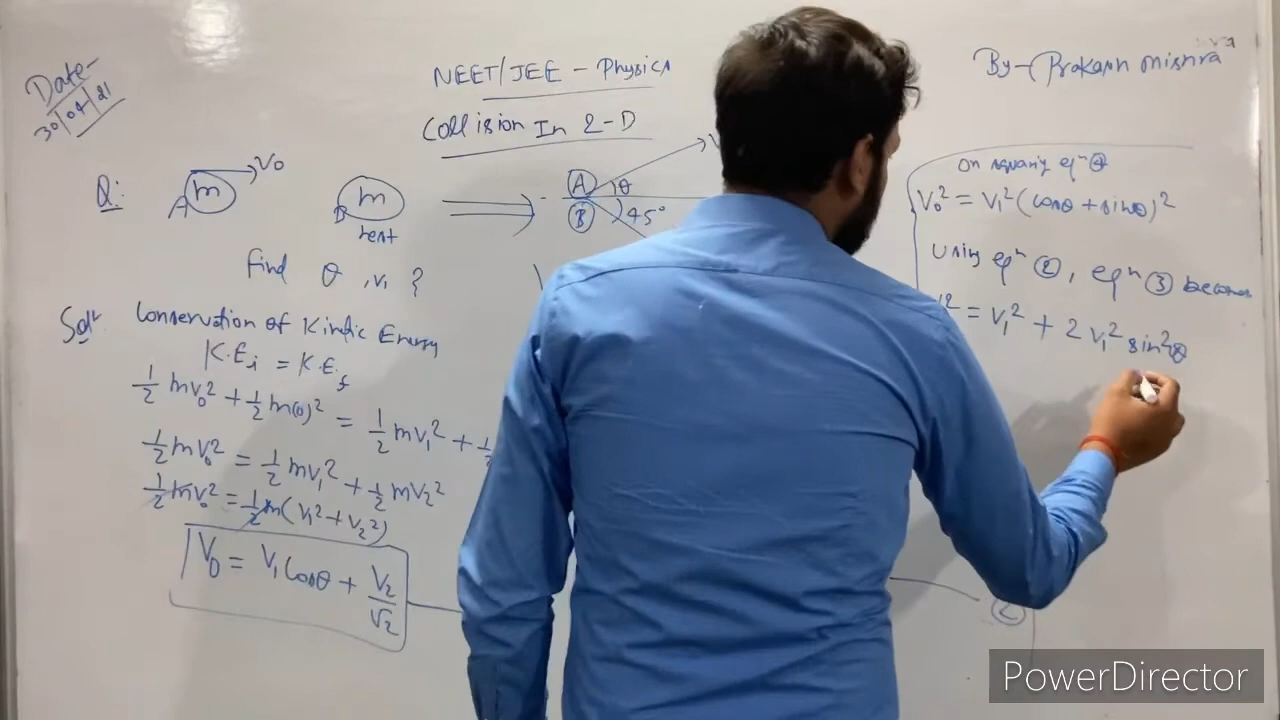 Date-
30/04/21
NEET/JEE - Physics
Collision In 2-D
By - Prakash Mishra
Q:
A
m
V₀
B
m
rest
A
B
θ
45°
find θ, v₁ ?
Solⁿ
Conservation of Kinetic Energy
K.Eᵢ = K.E_f
1/2 mv₀² + 1/2 m(0)² = 1/2 mv₁² + 1/2
1/2 mv₀² = 1/2 mv₁² + 1/2 mv₂²
1/2 mv₀² = 1/2 m(v₁² + v₂²)
V₀ = V₁ cosθ + V₂/√2
on squaring eqⁿ ④
V₀² = V₁² (cosθ + sinθ)²
Using eqⁿ ②, eqⁿ ③ becomes
² = V₁² + 2 V₁² sin²θ
PowerDirector